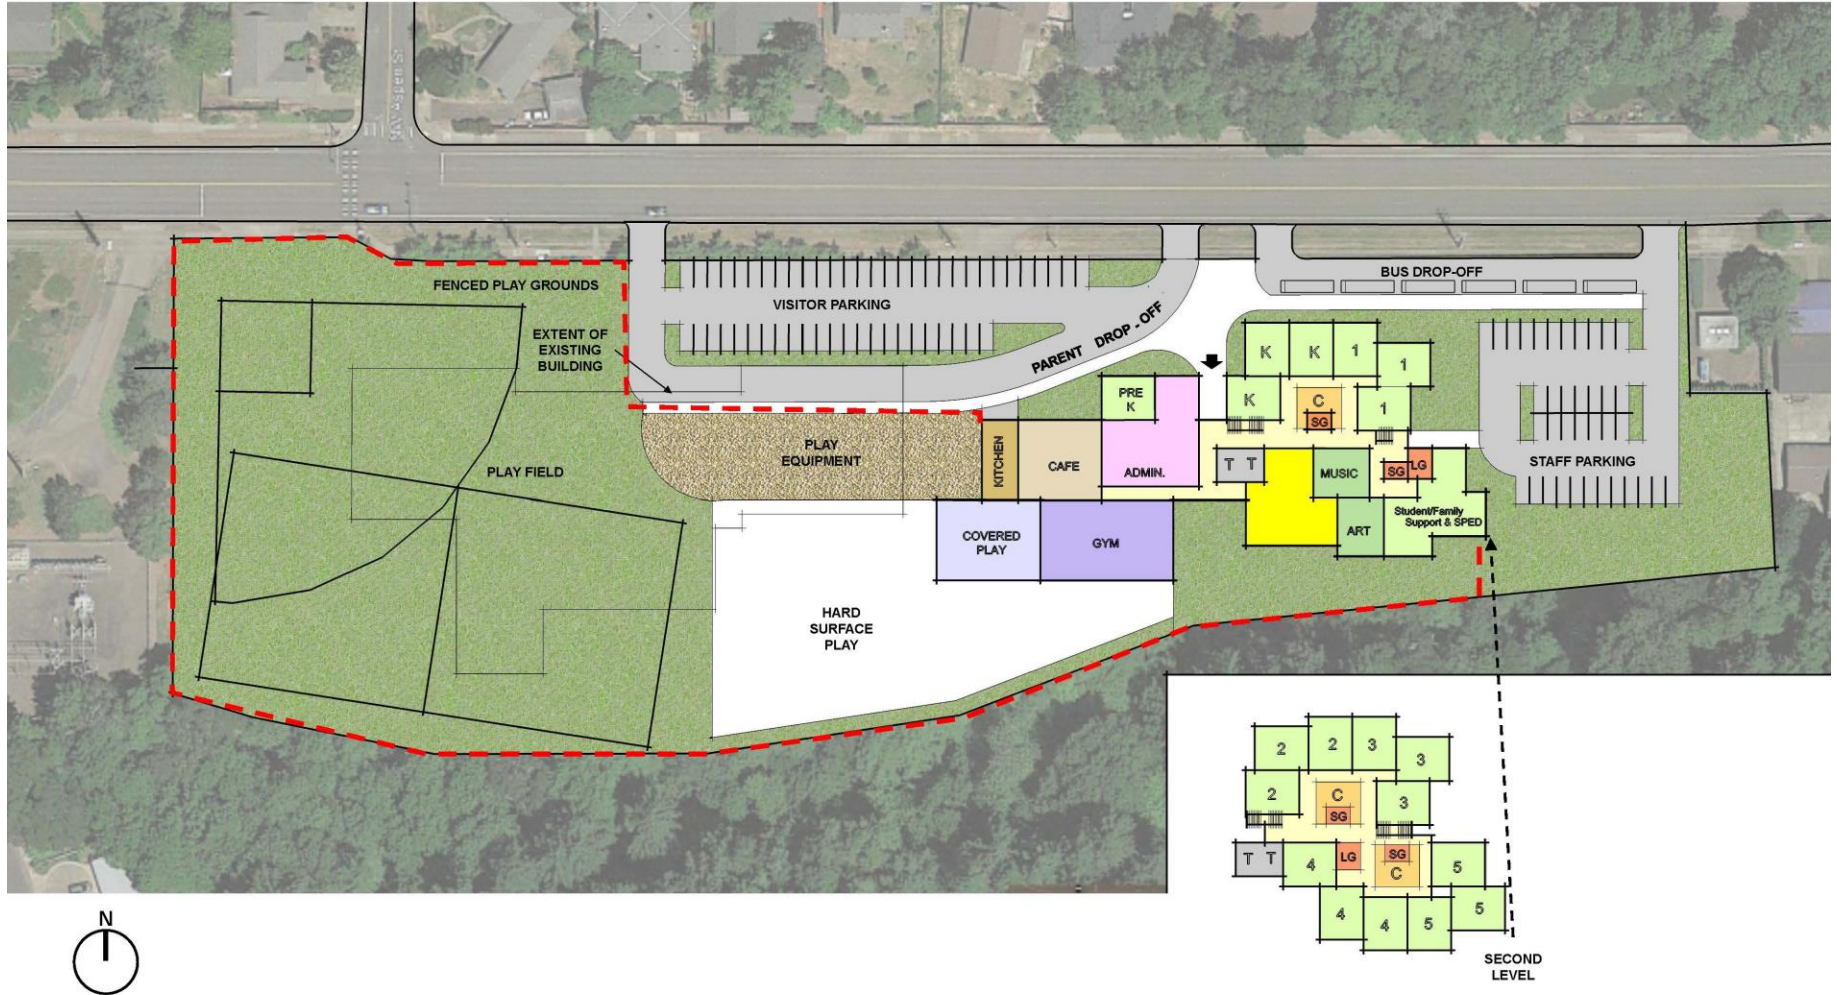 S Aspen Ave
FENCED PLAY GROUNDS
VISITOR PARKING
BUS DROP-OFF
EXTENT OF
EXISTING
BUILDING
PARENT DROP-OFF
K
K
1
1
PRE
K
K
C
SG
1
PLAY FIELD
PLAY
EQUIPMENT
KITCHEN
CAFE
ADMIN.
T T
MUSIC
SG
LG
STAFF PARKING
Student/Family
Support & SPED
ART
COVERED
PLAY
GYM
HARD
SURFACE
PLAY
2
2
3
3
2
C
SG
3
T T
4
LG
SG
C
5
4
4
5
5
N
SECOND
LEVEL